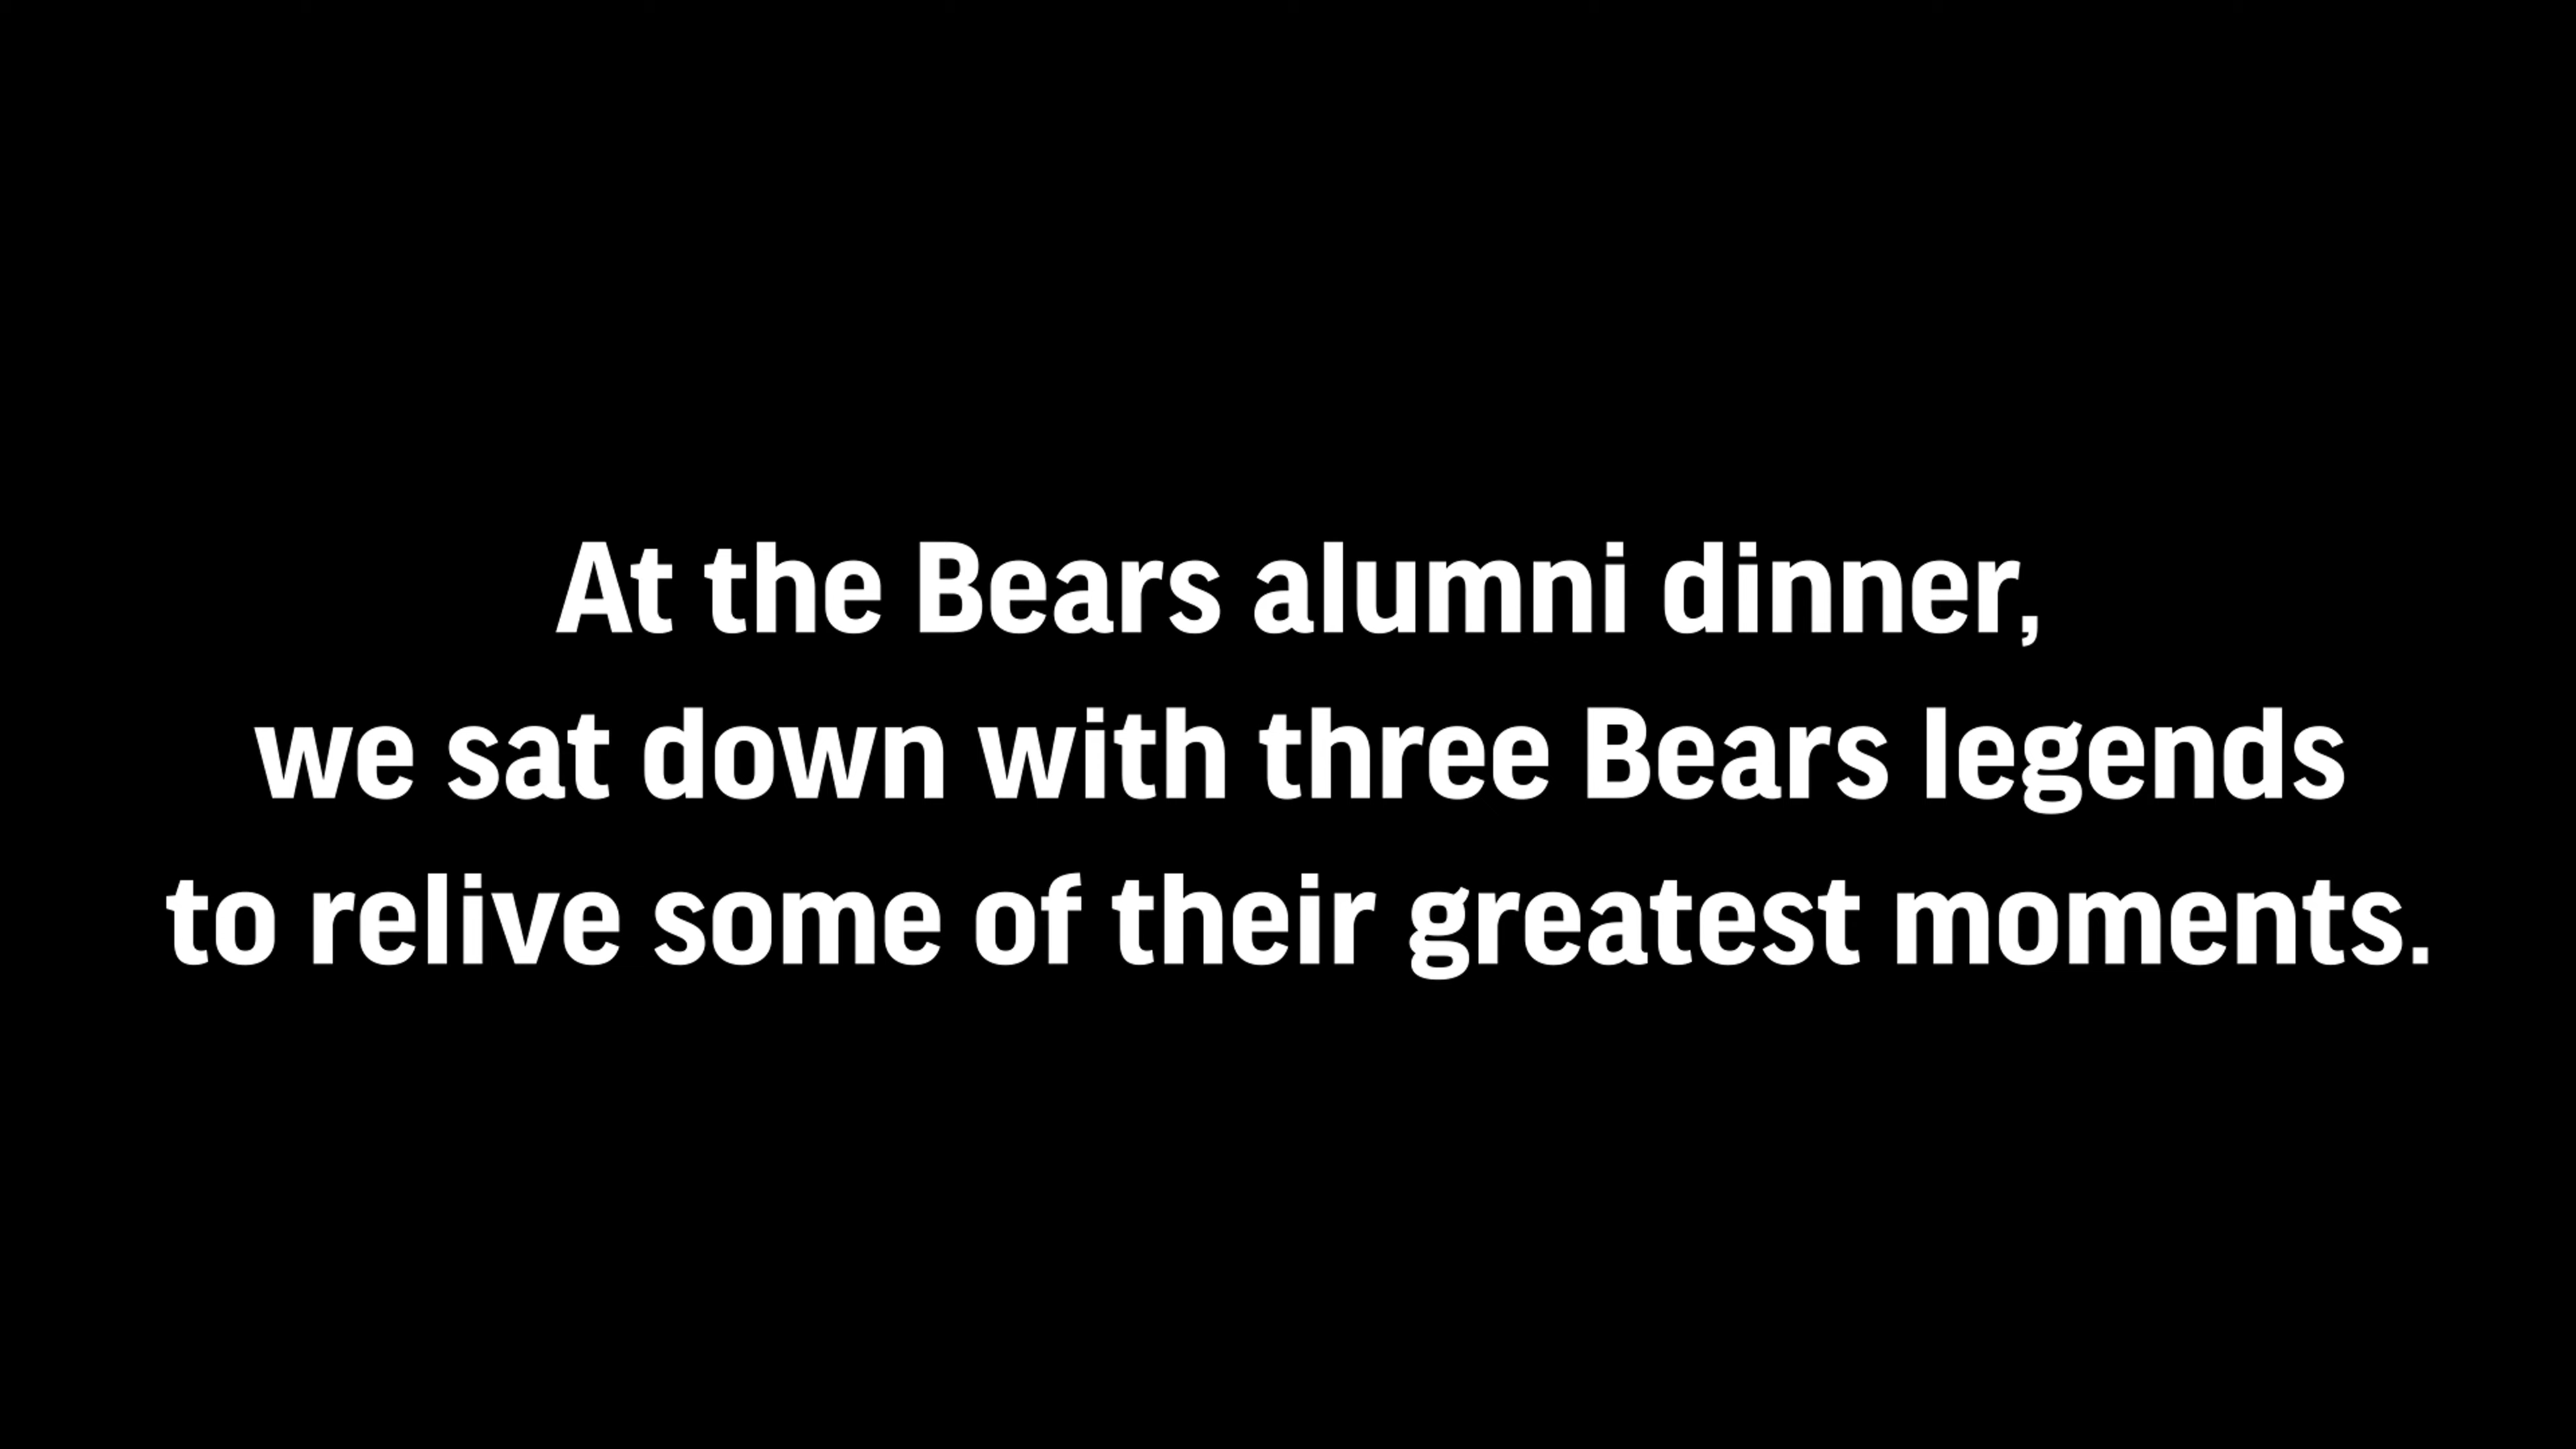 At the Bears alumni dinner,
we sat down with three Bears legends
to relive some of their greatest moments.